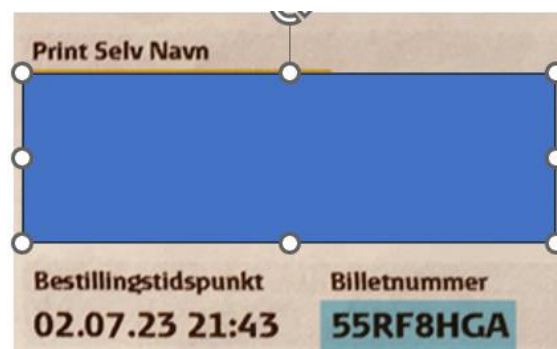 Print Selv Navn
Bestillingstidspunkt Billetnummer
02.07.23 21:43 55RF8HGA